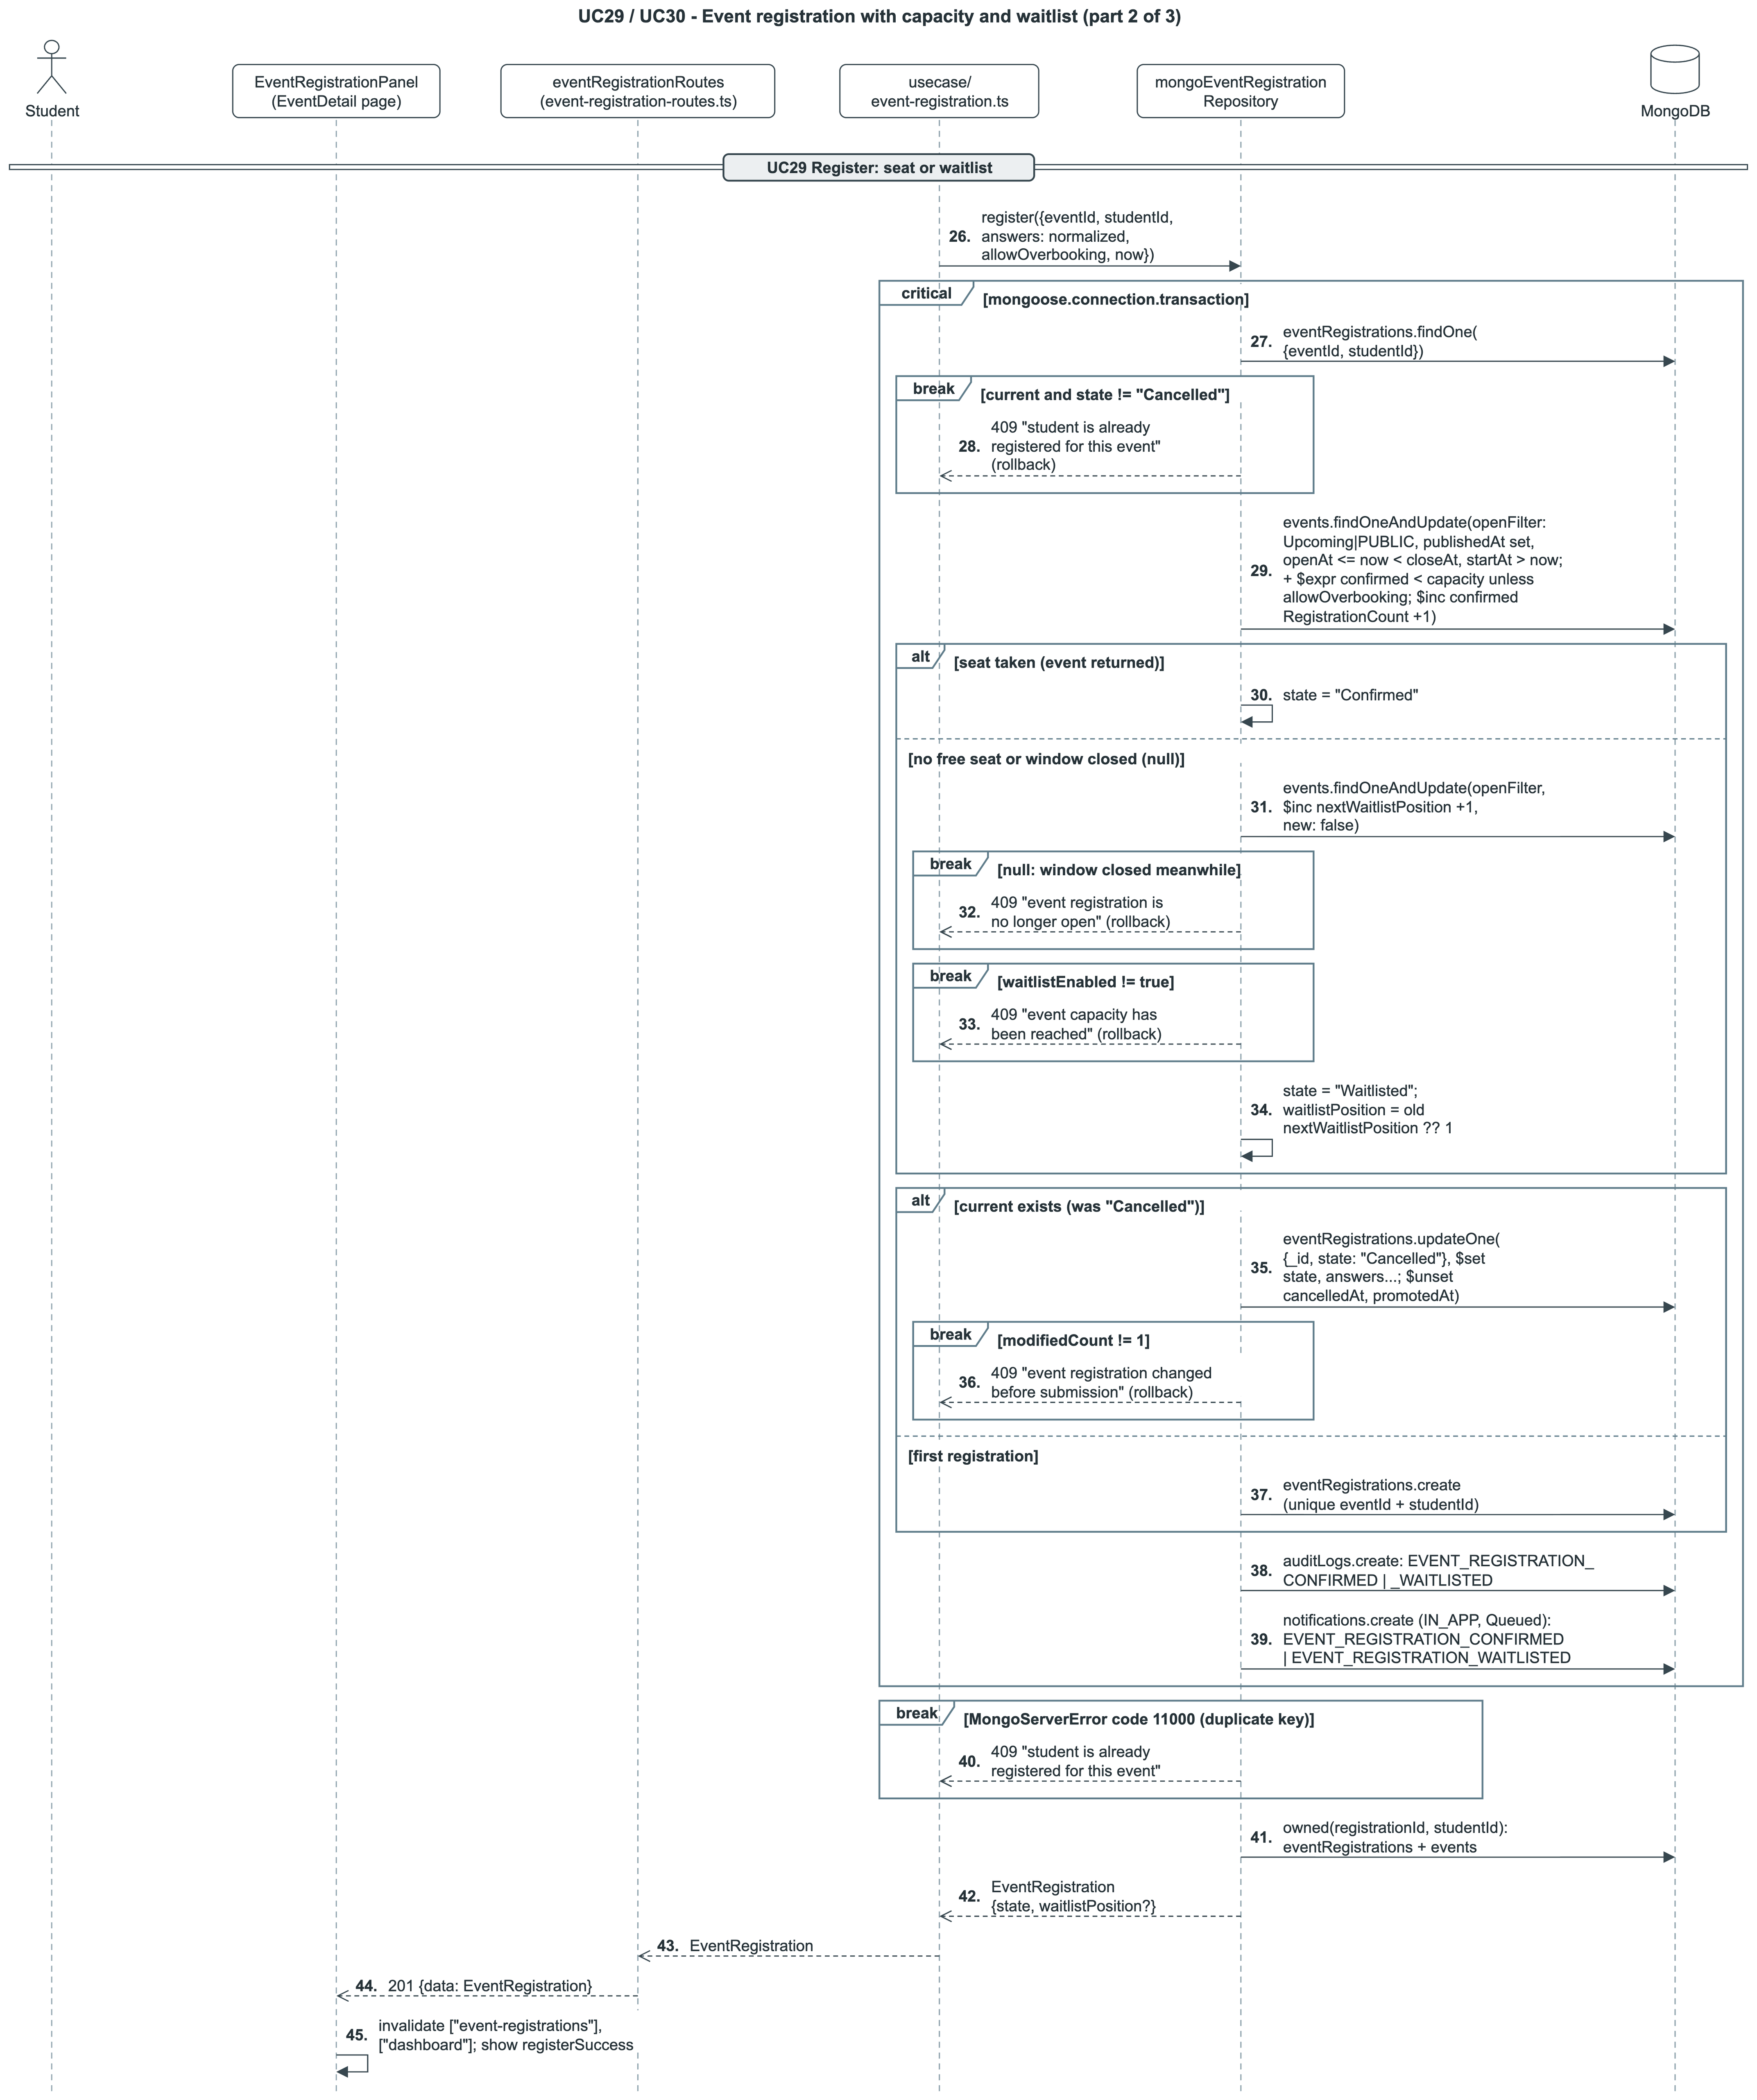 UC29 / UC30 - Event registration with capacity and waitlist (part 2 of 3)
Student
EventRegistrationPanel
(EventDetail page)
eventRegistrationRoutes
(event-registration-routes.ts)
usecase/
event-registration.ts
mongoEventRegistration
Repository
MongoDB
UC29 Register: seat or waitlist
26.
register({eventId, studentId,
answers: normalized,
allowOverbooking, now})
critical
[mongoose.connection.transaction]
27.
eventRegistrations.findOne(
{eventId, studentId})
break
[current and state != "Cancelled"]
28.
409 "student is already
registered for this event"
(rollback)
29.
events.findOneAndUpdate(openFilter:
Upcoming|PUBLIC, publishedAt set,
openAt <= now < closeAt, startAt > now;
+ $expr confirmed < capacity unless
allowOverbooking; $inc confirmed
RegistrationCount +1)
alt
[seat taken (event returned)]
30.
state = "Confirmed"
[no free seat or window closed (null)]
31.
events.findOneAndUpdate(openFilter,
$inc nextWaitlistPosition +1,
new: false)
break
[null: window closed meanwhile]
32.
409 "event registration is
no longer open" (rollback)
break
[waitlistEnabled != true]
33.
409 "event capacity has
been reached" (rollback)
34.
state = "Waitlisted";
waitlistPosition = old
nextWaitlistPosition ?? 1
alt
[current exists (was "Cancelled")]
35.
eventRegistrations.updateOne(
{_id, state: "Cancelled"}, $set
state, answers...; $unset
cancelledAt, promotedAt)
break
[modifiedCount != 1]
36.
409 "event registration changed
before submission" (rollback)
[first registration]
37.
eventRegistrations.create
(unique eventId + studentId)
38.
auditLogs.create: EVENT_REGISTRATION_
CONFIRMED | _WAITLISTED
39.
notifications.create (IN_APP, Queued):
EVENT_REGISTRATION_CONFIRMED
| EVENT_REGISTRATION_WAITLISTED
break
[MongoServerError code 11000 (duplicate key)]
40.
409 "student is already
registered for this event"
41.
owned(registrationId, studentId):
eventRegistrations + events
42.
EventRegistration
{state, waitlistPosition?}
43. EventRegistration
44. 201 {data: EventRegistration}
45.
invalidate ["event-registrations"],
["dashboard"]; show registerSuccess